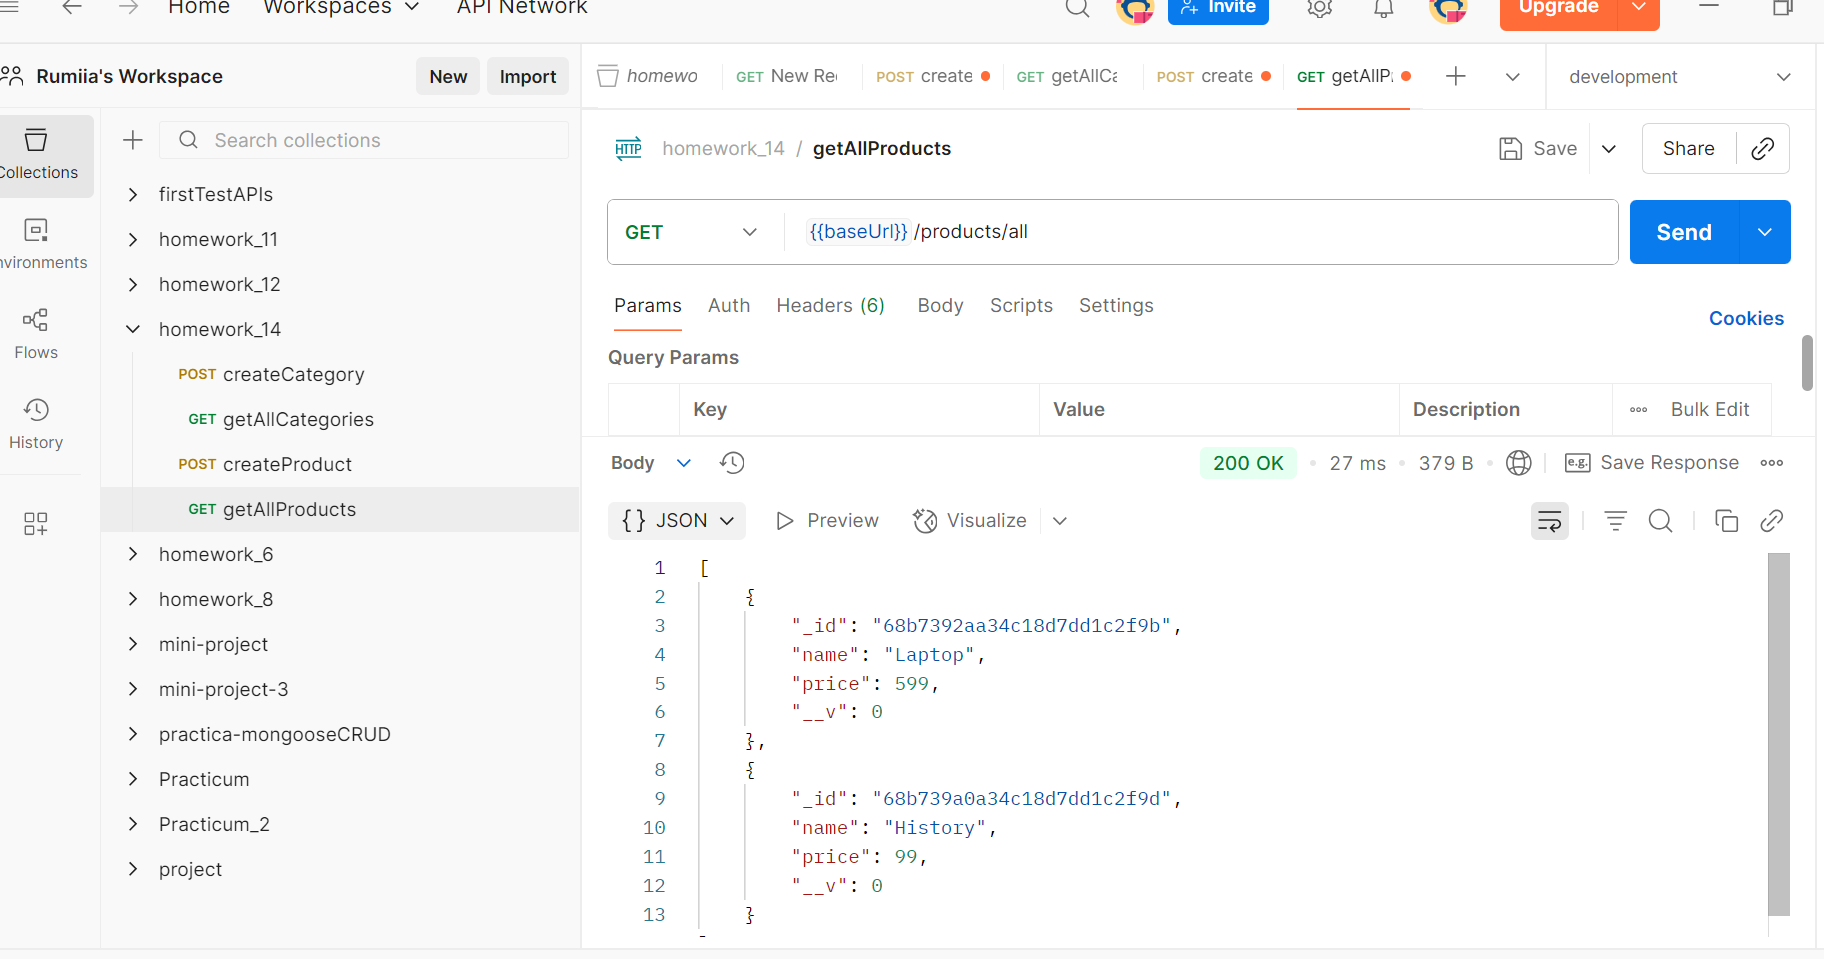 Home Workspaces API Network Invite Upgrade
Rumiia's Workspace New Import
homewo GET New Re POST create GET getAllCa POST create GET getAllP development
Collections
Search collections
homework_14 / getAllProducts Save Share
firstTestAPIs
GET {{baseUrl}}/products/all Send
homework_11
nvironments
homework_12
Params Auth Headers (6) Body Scripts Settings Cookies
homework_14
Flows
Query Params
POST createCategory
Key Value Description Bulk Edit
GET getAllCategories
History
POST createProduct
Body 200 OK 27 ms 379 B e.g. Save Response
GET getAllProducts
{} JSON Preview Visualize
homework_6
homework_8
mini-project
mini-project-3
practica-mongooseCRUD
Practicum
Practicum_2
project
1 [
2 {
3 "_id": "68b7392aa34c18d7dd1c2f9b",
4 "name": "Laptop",
5 "price": 599,
6 "__v": 0
7 },
8 {
9 "_id": "68b739a0a34c18d7dd1c2f9d",
10 "name": "History",
11 "price": 99,
12 "__v": 0
13 }